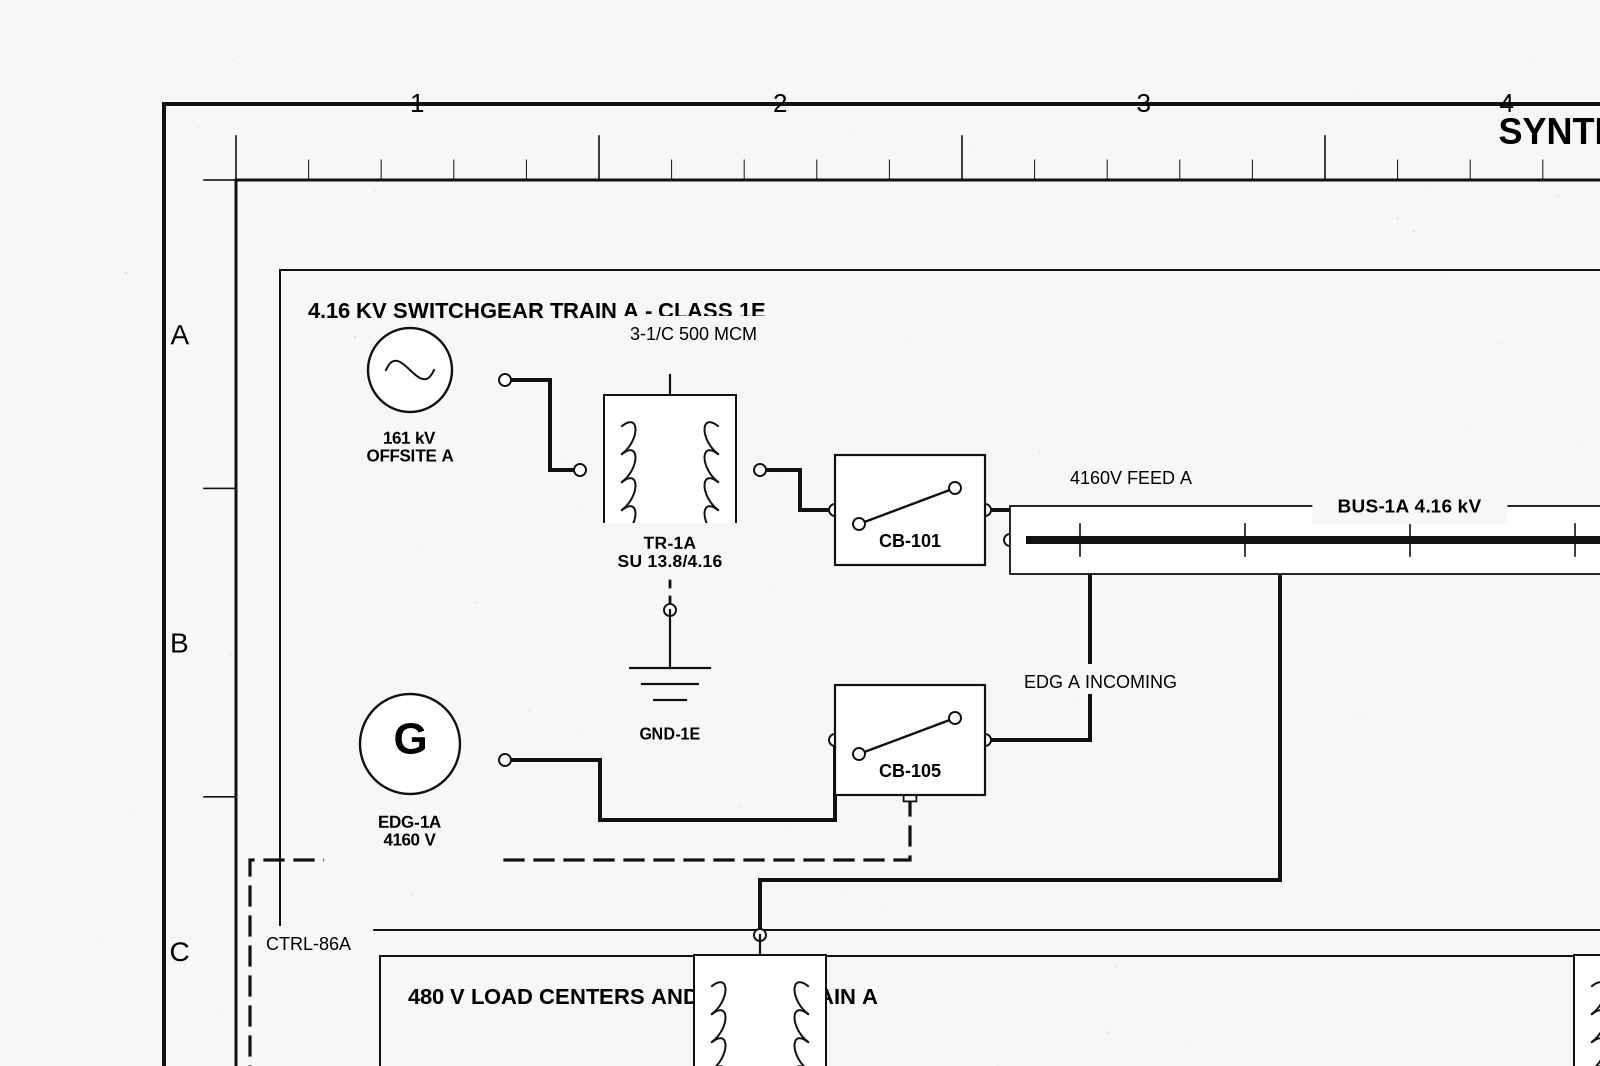 1 2 3 4
SYNT
4.16 KV SWITCHGEAR TRAIN A - CLASS 1E
3-1/C 500 MCM
A
161 kV
OFFSITE A
4160V FEED A
BUS-1A 4.16 kV
CB-101
TR-1A
SU 13.8/4.16
B
EDG A INCOMING
GND-1E
G
CB-105
EDG-1A
4160 V
CTRL-86A
C
480 V LOAD CENTERS AND AIN A